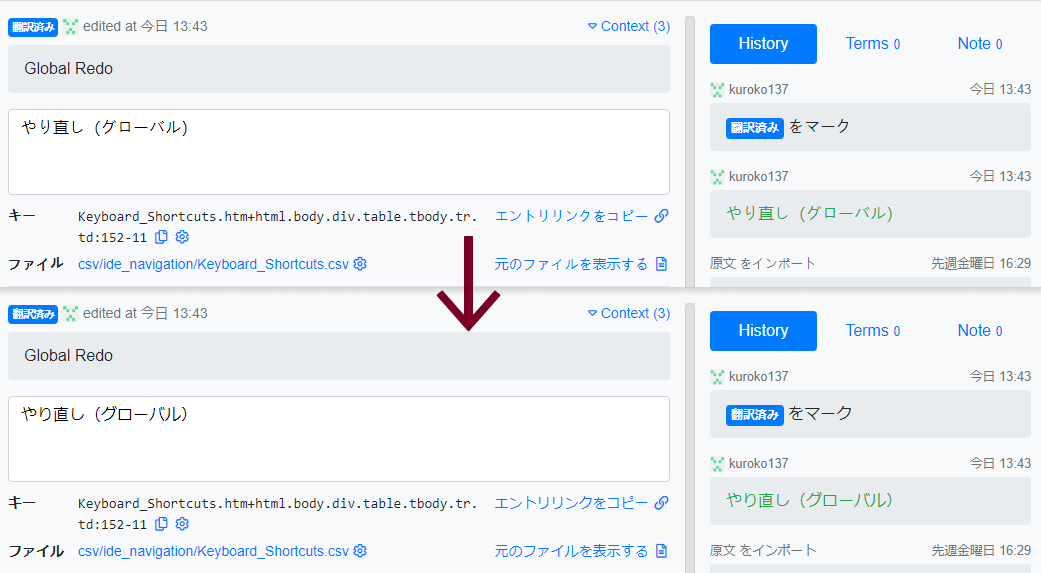 翻訳済み edited at 今日 13:43 Context (3)
Global Redo
やり直し（グローバル）
キー Keyboard_Shortcuts.htm+html.body.div.table.tbody.tr.
td:152-11 エントリリンクをコピー
ファイル csv/ide_navigation/Keyboard_Shortcuts.csv 元のファイルを表示する
History Terms 0 Note 0
kuroko137 今日 13:43
翻訳済み をマーク
kuroko137 今日 13:43
やり直し（グローバル）
原文 をインポート 先週金曜日 16:29
翻訳済み edited at 今日 13:43 Context (3)
Global Redo
やり直し（グローバル）
キー Keyboard_Shortcuts.htm+html.body.div.table.tbody.tr.
td:152-11 エントリリンクをコピー
ファイル csv/ide_navigation/Keyboard_Shortcuts.csv 元のファイルを表示する
History Terms 0 Note 0
kuroko137 今日 13:43
翻訳済み をマーク
kuroko137 今日 13:43
やり直し（グローバル）
原文 をインポート 先週金曜日 16:29